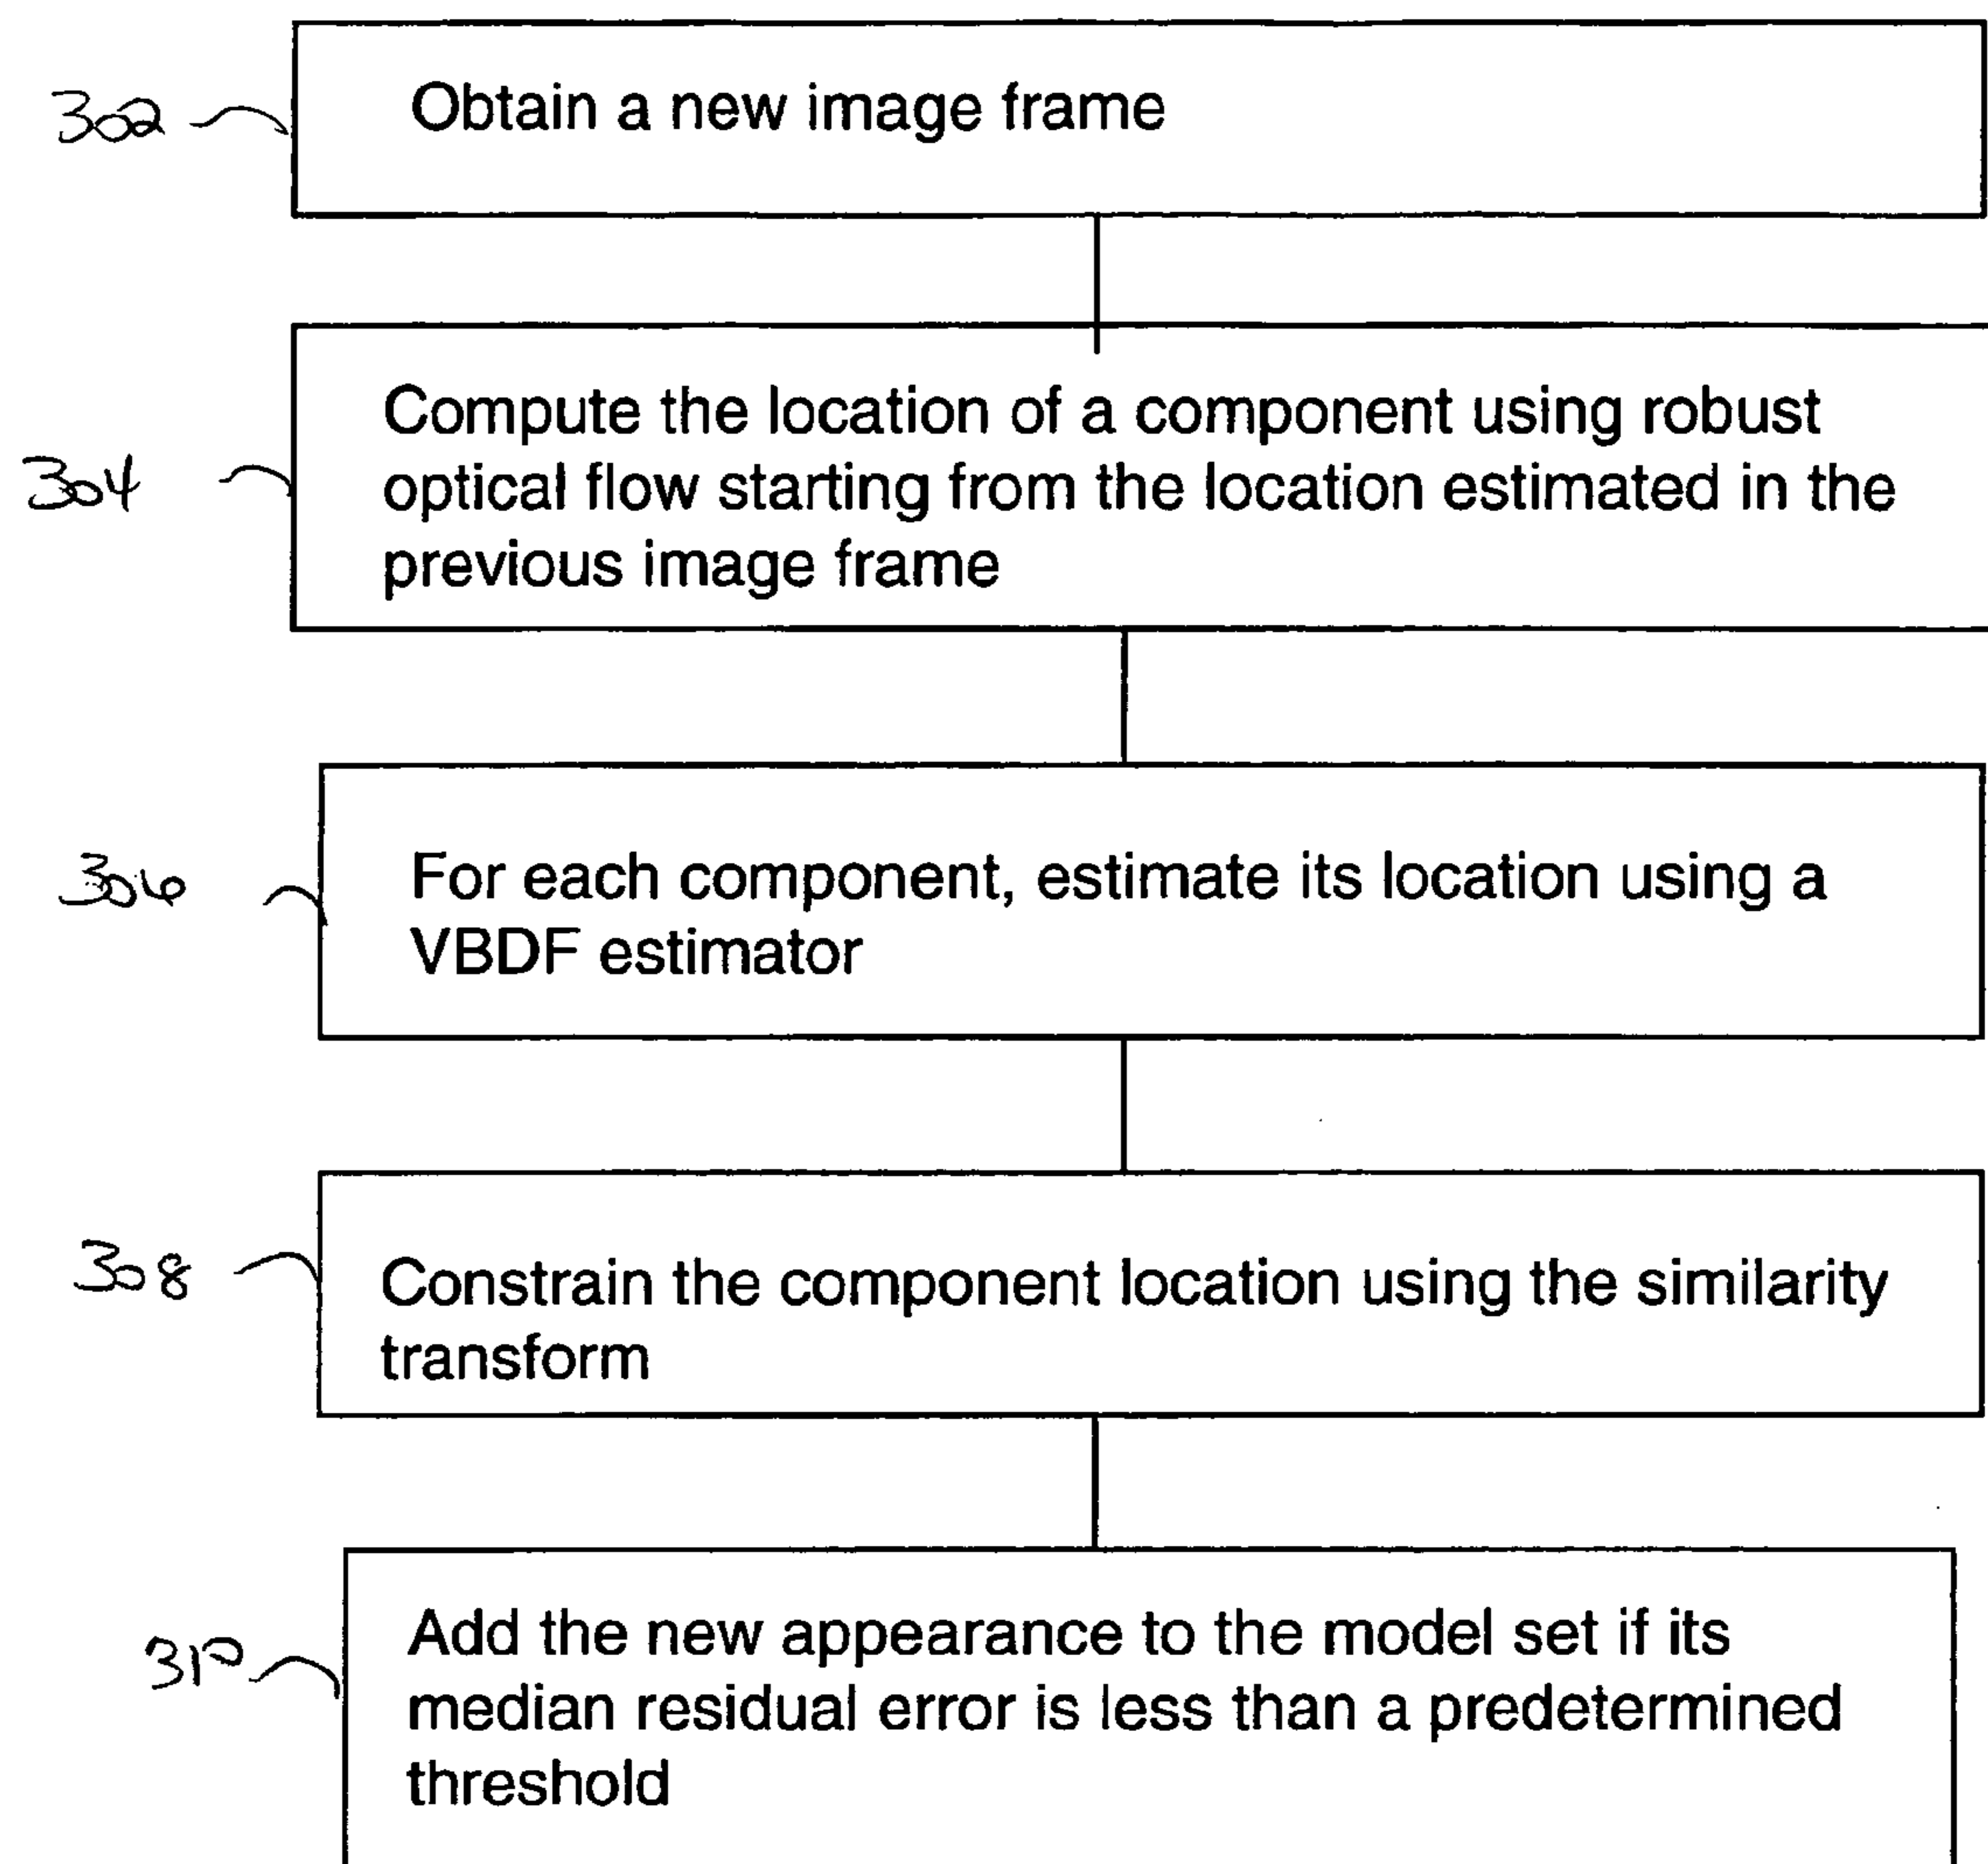 302
Obtain a new image frame
304
Compute the location of a component using robust
optical flow starting from the location estimated in the
previous image frame
306
For each component, estimate its location using a
VBDF estimator
308
Constrain the component location using the similarity
transform
310
Add the new appearance to the model set if its
median residual error is less than a predetermined
threshold